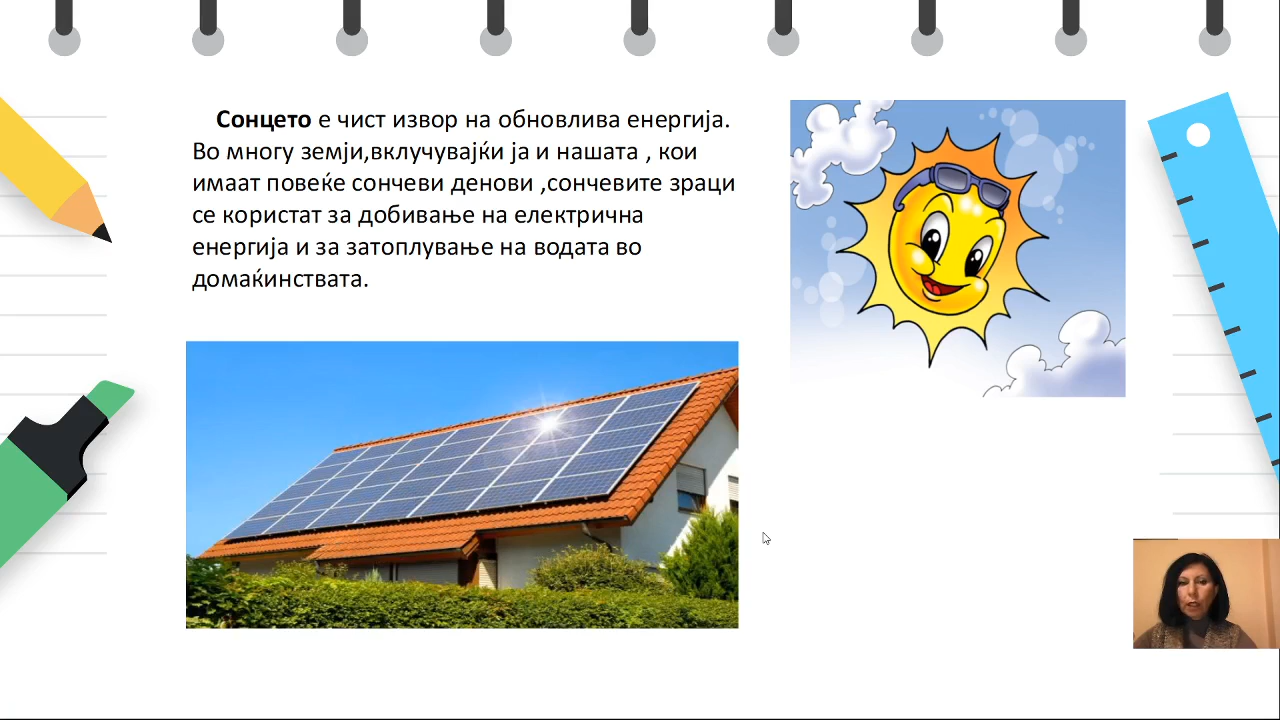 Сонцето е чист извор на обновлива енергија.
Во многу земји,вклучувајќи ја и нашата , кои
имаат повеќе сончеви денови ,сончевите зраци
се користат за добивање на електрична
енергија и за затоплување на водата во
домаќинствата.